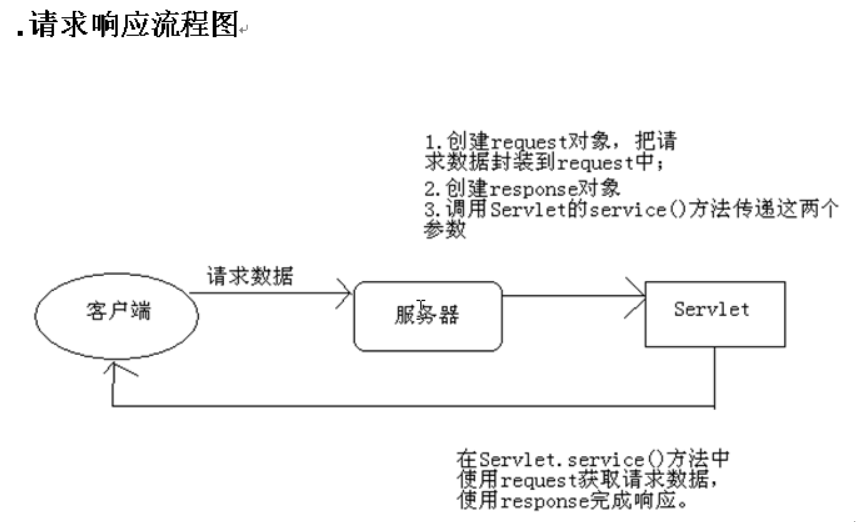 .请求响应流程图
1.创建request对象，把请
求数据封装到request中；
2.创建response对象
3.调用Servlet的service()方法传递这两个
参数
请求数据
客户端
服务器
Servlet
在Servlet.service()方法中
使用request获取请求数据，
使用response完成响应。